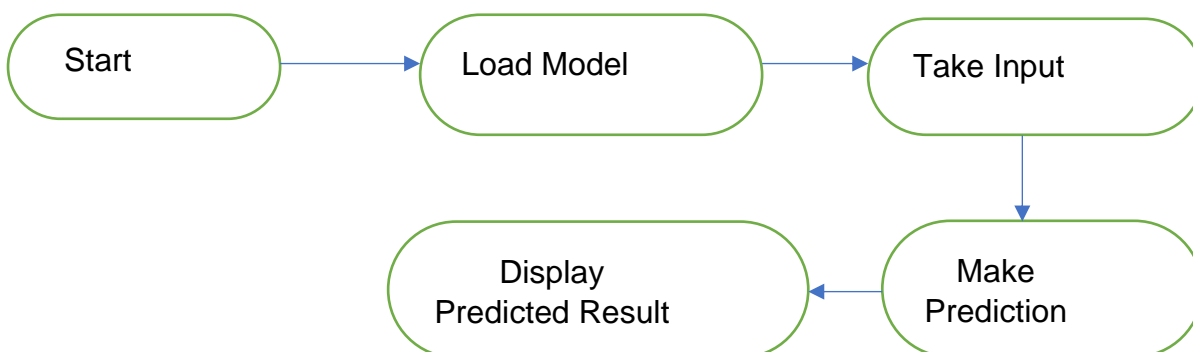 Start
Load Model
Take Input
Make
Prediction
Display
Predicted Result